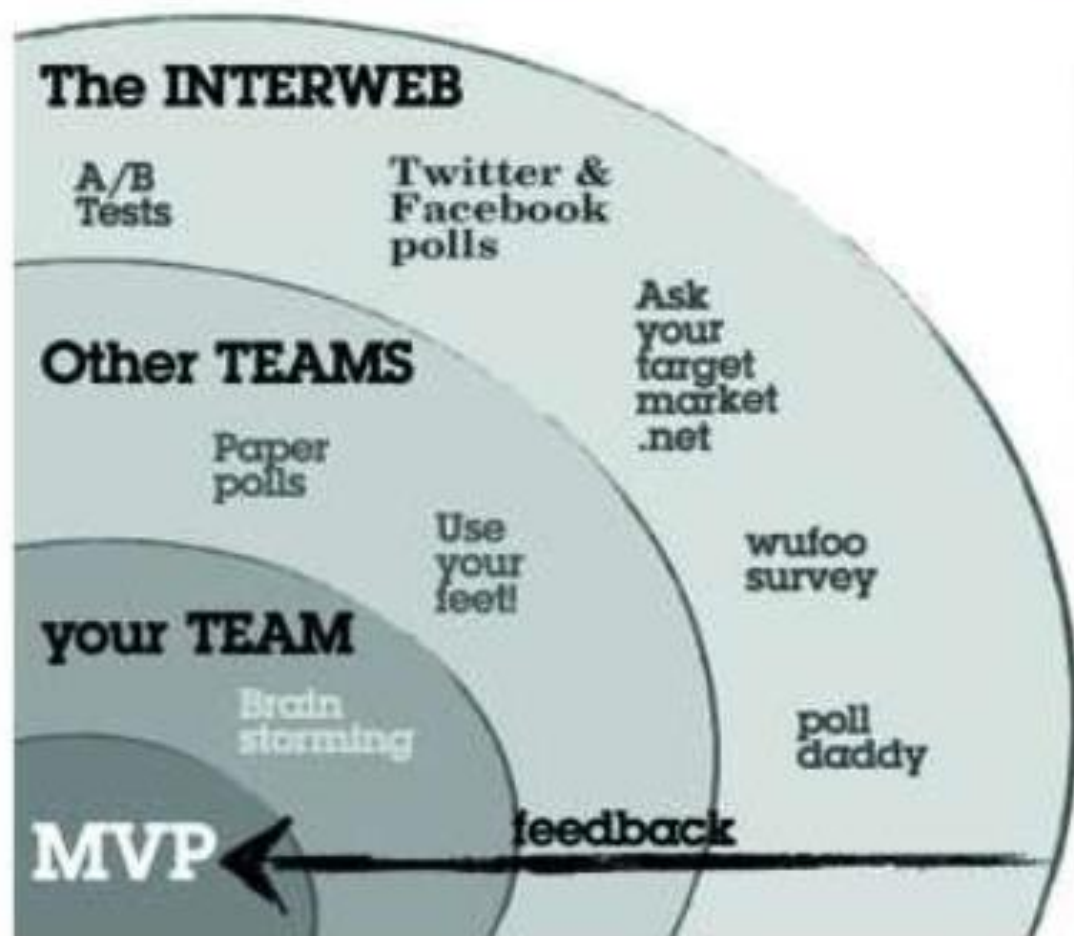 The INTERWEB
A/B
Tests
Twitter &
Facebook
polls
Ask
your
target
market
.net
Other TEAMS
Paper
polls
Use
your
feet!
wufoo
survey
your TEAM
Brain
storming
poll
daddy
feedback
MVP